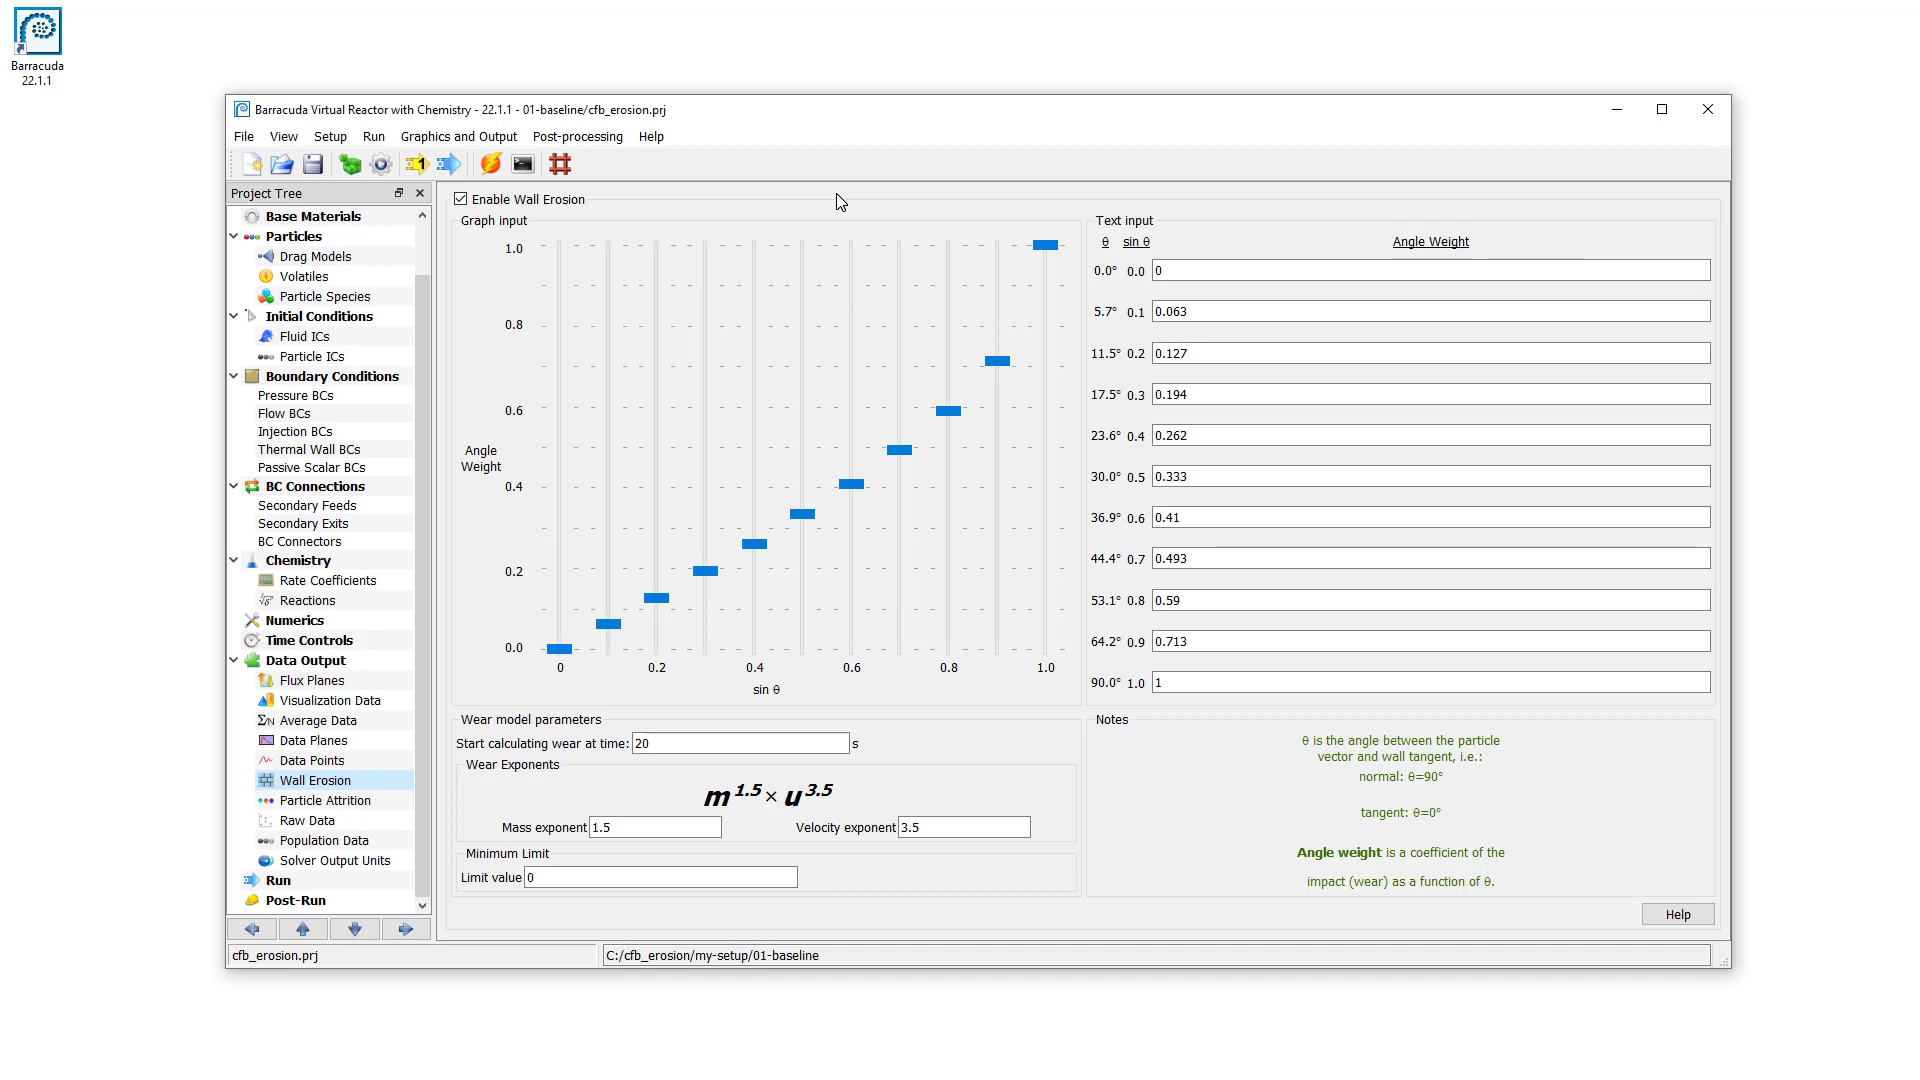 Barracuda
22.1.1
Barracuda Virtual Reactor with Chemistry - 22.1.1 - 01-baseline/cfb_erosion.prj
File View Setup Run Graphics and Output Post-processing Help
1
Project Tree
Base Materials
Particles
Drag Models
Volatiles
Particle Species
Initial Conditions
Fluid ICs
Particle ICs
Boundary Conditions
Pressure BCs
Flow BCs
Injection BCs
Thermal Wall BCs
Passive Scalar BCs
BC Connections
Secondary Feeds
Secondary Exits
BC Connectors
Chemistry
Rate Coefficients
Reactions
Numerics
Time Controls
Data Output
Flux Planes
Visualization Data
Σ/N Average Data
Data Planes
Data Points
Wall Erosion
Particle Attrition
Raw Data
Population Data
Solver Output Units
Run
Post-Run
Enable Wall Erosion
Graph input
1.0
0.8
0.6
Angle
Weight
0.4
0.2
0.0
0 0.2 0.4 0.6 0.8 1.0
sin θ
Text input
θ sin θ Angle Weight
0.0° 0.0 0
5.7° 0.1 0.063
11.5° 0.2 0.127
17.5° 0.3 0.194
23.6° 0.4 0.262
30.0° 0.5 0.333
36.9° 0.6 0.41
44.4° 0.7 0.493
53.1° 0.8 0.59
64.2° 0.9 0.713
90.0° 1.0 1
Wear model parameters
Start calculating wear at time: 20 s
Wear Exponents
m^1.5 × u^3.5
Mass exponent 1.5 Velocity exponent 3.5
Minimum Limit
Limit value 0
Notes
θ is the angle between the particle
vector and wall tangent, i.e.:
normal: θ=90°
tangent: θ=0°
Angle weight is a coefficient of the
impact (wear) as a function of θ.
Help
cfb_erosion.prj C:/cfb_erosion/my-setup/01-baseline